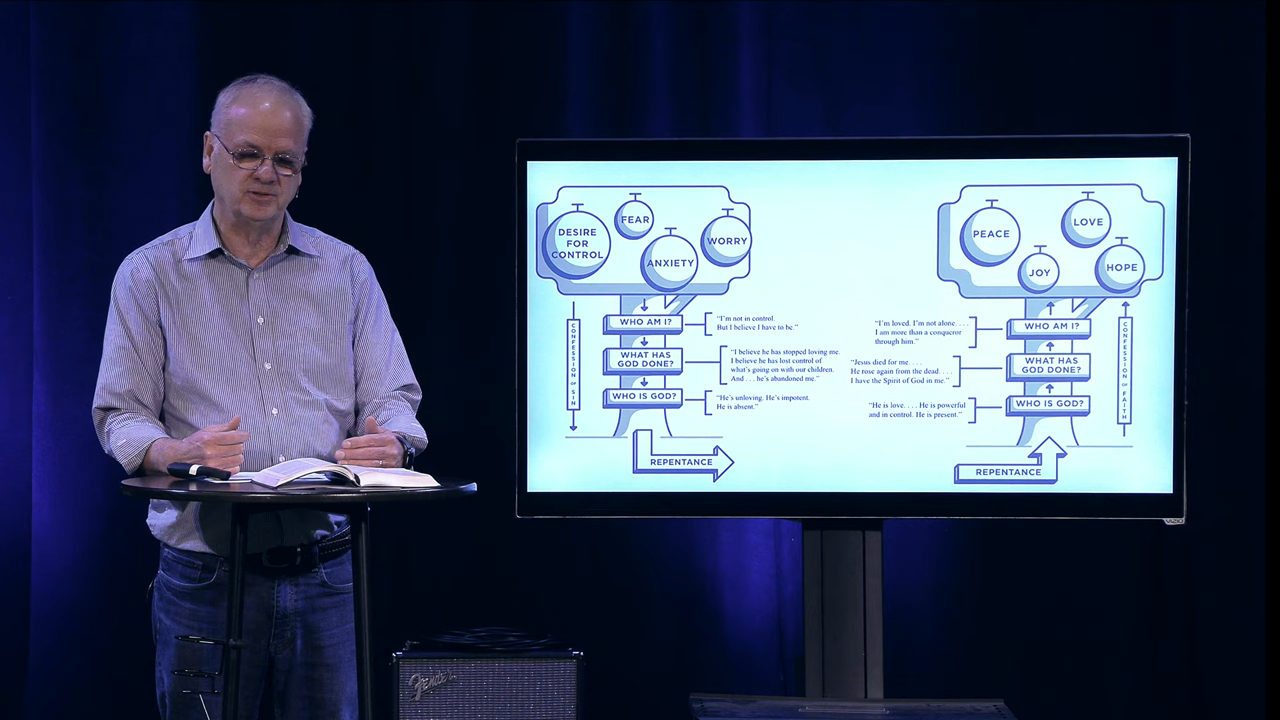 DESIRE
FOR
CONTROL
FEAR
ANXIETY
WORRY
CONFESSION OF SIN
WHO AM I?
"I'm not in control.
But I believe I have to be."
WHAT HAS
GOD DONE?
"I believe he has stopped loving me.
I believe he has lost control of
what's going on with our children.
And . . . he's abandoned me."
WHO IS GOD?
"He's unloving. He's impotent.
He is absent."
REPENTANCE
PEACE
LOVE
JOY
HOPE
"I'm loved. I'm not alone. . . .
I am more than a conqueror
through him."
WHO AM I?
"Jesus died for me. . . .
He rose again from the dead. . . .
I have the Spirit of God in me."
WHAT HAS
GOD DONE?
"He is love. . . . He is powerful
and in control. He is present."
WHO IS GOD?
CONFESSION OF FAITH
REPENTANCE
VIZIO
Fender